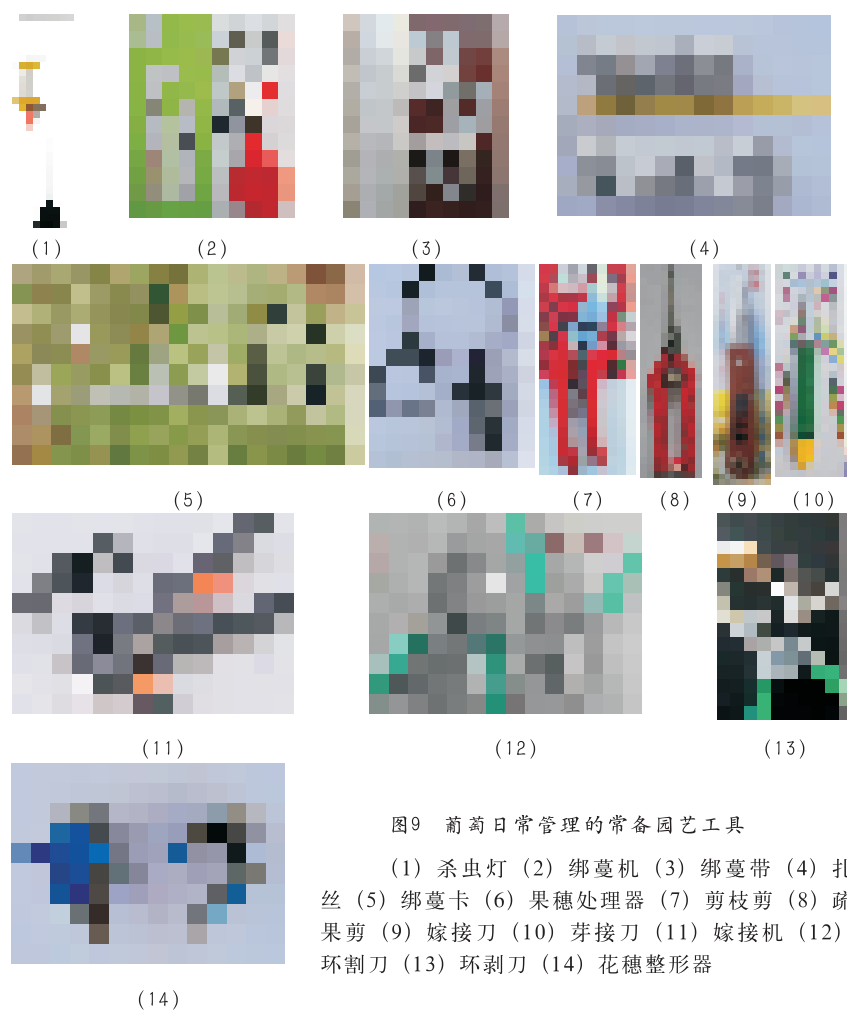 (1)
(2)
(3)
(4)
(5)
(6)
(7)
(8)
(9)
(10)
(11)
(12)
(13)
图9 葡萄日常管理的常备园艺工具
(1) 杀虫灯 (2) 绑蔓机 (3) 绑蔓带 (4) 扎
丝 (5) 绑蔓卡 (6) 果穗处理器 (7) 剪枝剪 (8) 疏
果剪 (9) 嫁接刀 (10) 芽接刀 (11) 嫁接机 (12)
环割刀 (13) 环剥刀 (14) 花穗整形器
(14)